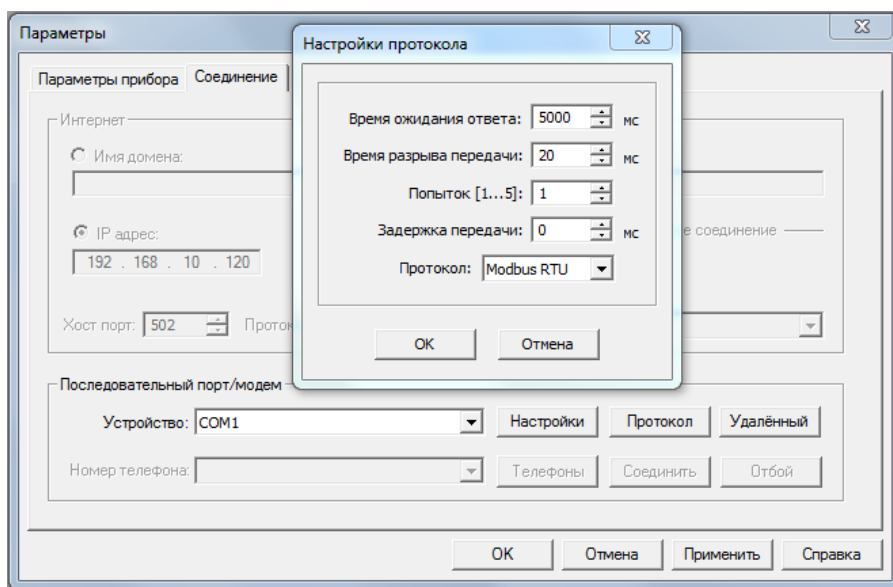 Параметры
Параметры прибора
Соединение
Интернет
Имя домена:
IP адрес:
192 . 168 . 10 . 120
е соединение
Хост порт: 502
Проток
Последовательный порт/модем
Устройство: COM1
Настройки
Протокол
Удалённый
Номер телефона:
Телефоны
Соединить
Отбой
OK
Отмена
Применить
Справка
Настройки протокола
Время ожидания ответа: 5000 мс
Время разрыва передачи: 20 мс
Попыток [1...5]: 1
Задержка передачи: 0 мс
Протокол: Modbus RTU
OK
Отмена